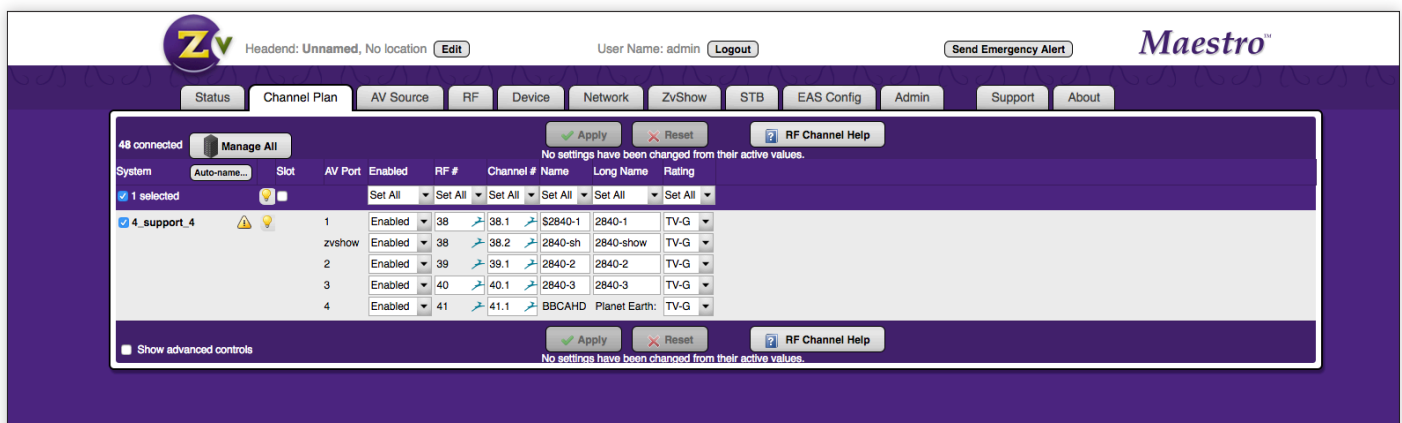 Zv Headend: Unnamed, No location Edit User Name: admin Logout Send Emergency Alert Maestro™
Status Channel Plan AV Source RF Device Network ZvShow STB EAS Config Admin Support About
48 connected Manage All Apply Reset RF Channel Help
No settings have been changed from their active values.
System Auto-name... Slot AV Port Enabled RF # Channel # Name Long Name Rating
1 selected Set All Set All Set All Set All Set All Set All
4_support_4 1 Enabled 38 38.1 $2840-1 2840-1 TV-G
zvshow Enabled 38 38.2 2840-sh 2840-show TV-G
2 Enabled 39 39.1 2840-2 2840-2 TV-G
3 Enabled 40 40.1 2840-3 2840-3 TV-G
4 Enabled 41 41.1 BBCAHD Planet Earth: TV-G
Show advanced controls Apply Reset RF Channel Help
No settings have been changed from their active values.